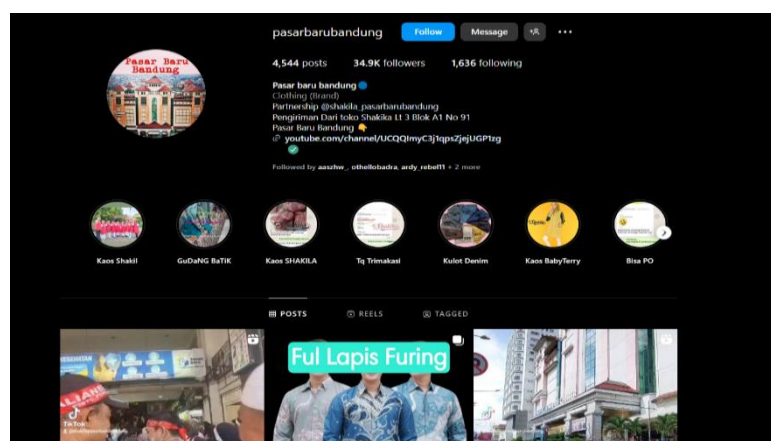 pasarbarubandung Follow Message
4,544 posts 34.9K followers 1,636 following
Pasar Baru
Bandung
Pasar baru bandung
Clothing (Brand)
Partnership @shakila_pasarbarubandung
Pengiriman Dari toko Shakika Lt 3 Blok A1 No 91
Pasar Baru Bandung
youtube.com/channel/UCQQImyC3j1qpsZjejUGP1zg
Followed by aaszhw_, othellobadra, ardy_rebel11 + 2 more
Kaos Shakil GuDaNG BaTiK Kaos SHAKILA Tq Trimakasi Kulot Denim Kaos BabyTerry Bisa PO
POSTS REELS TAGGED
Ful Lapis Furing
TikTok